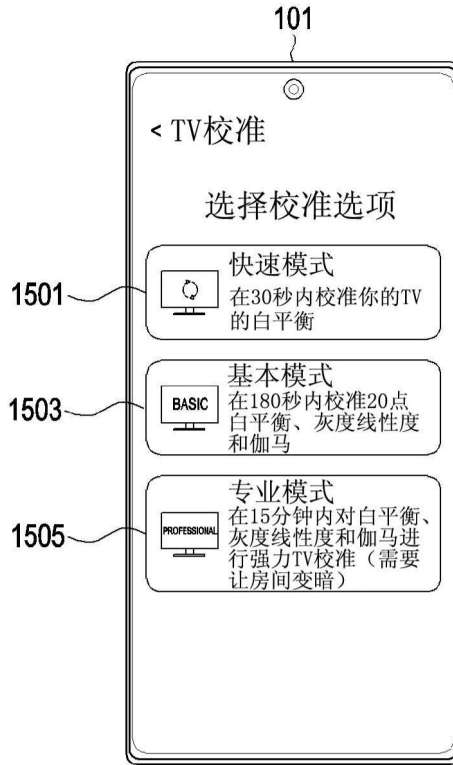 101
< TV校准
选择校准选项
1501
快速模式
在30秒内校准你的TV
的白平衡
1503
BASIC
基本模式
在180秒内校准20点
白平衡、灰度线性度
和伽马
1505
PROFESSIONAL
专业模式
在15分钟内对白平衡、
灰度线性度和伽马进
行强力TV校准（需要
让房间变暗）